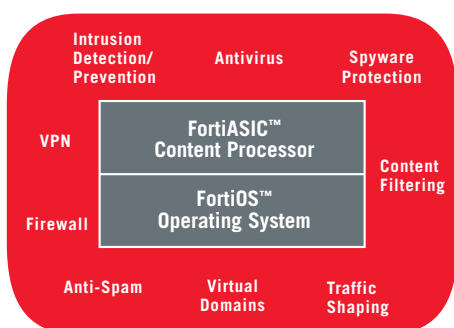 Intrusion
Detection/
Prevention
Antivirus
Spyware
Protection
VPN
FortiASIC™
Content Processor
Content
Filtering
FortiOS™
Operating System
Firewall
Anti-Spam
Virtual
Domains
Traffic
Shaping